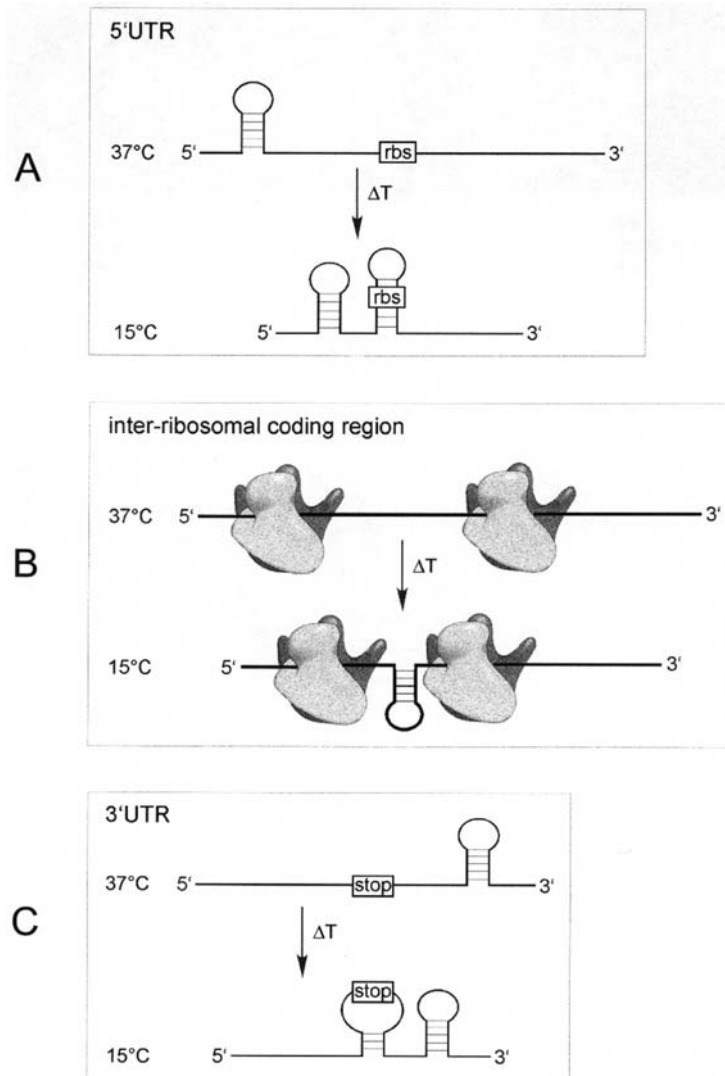 5‘UTR
37°C 5‘ rbs 3‘
A
ΔT
rbs
15°C 5‘ 3‘
inter-ribosomal coding region
37°C 5‘ 3‘
ΔT
B
15°C 5‘ 3‘
3‘UTR
37°C 5‘ stop 3‘
C
ΔT
stop
15°C 5‘ 3‘